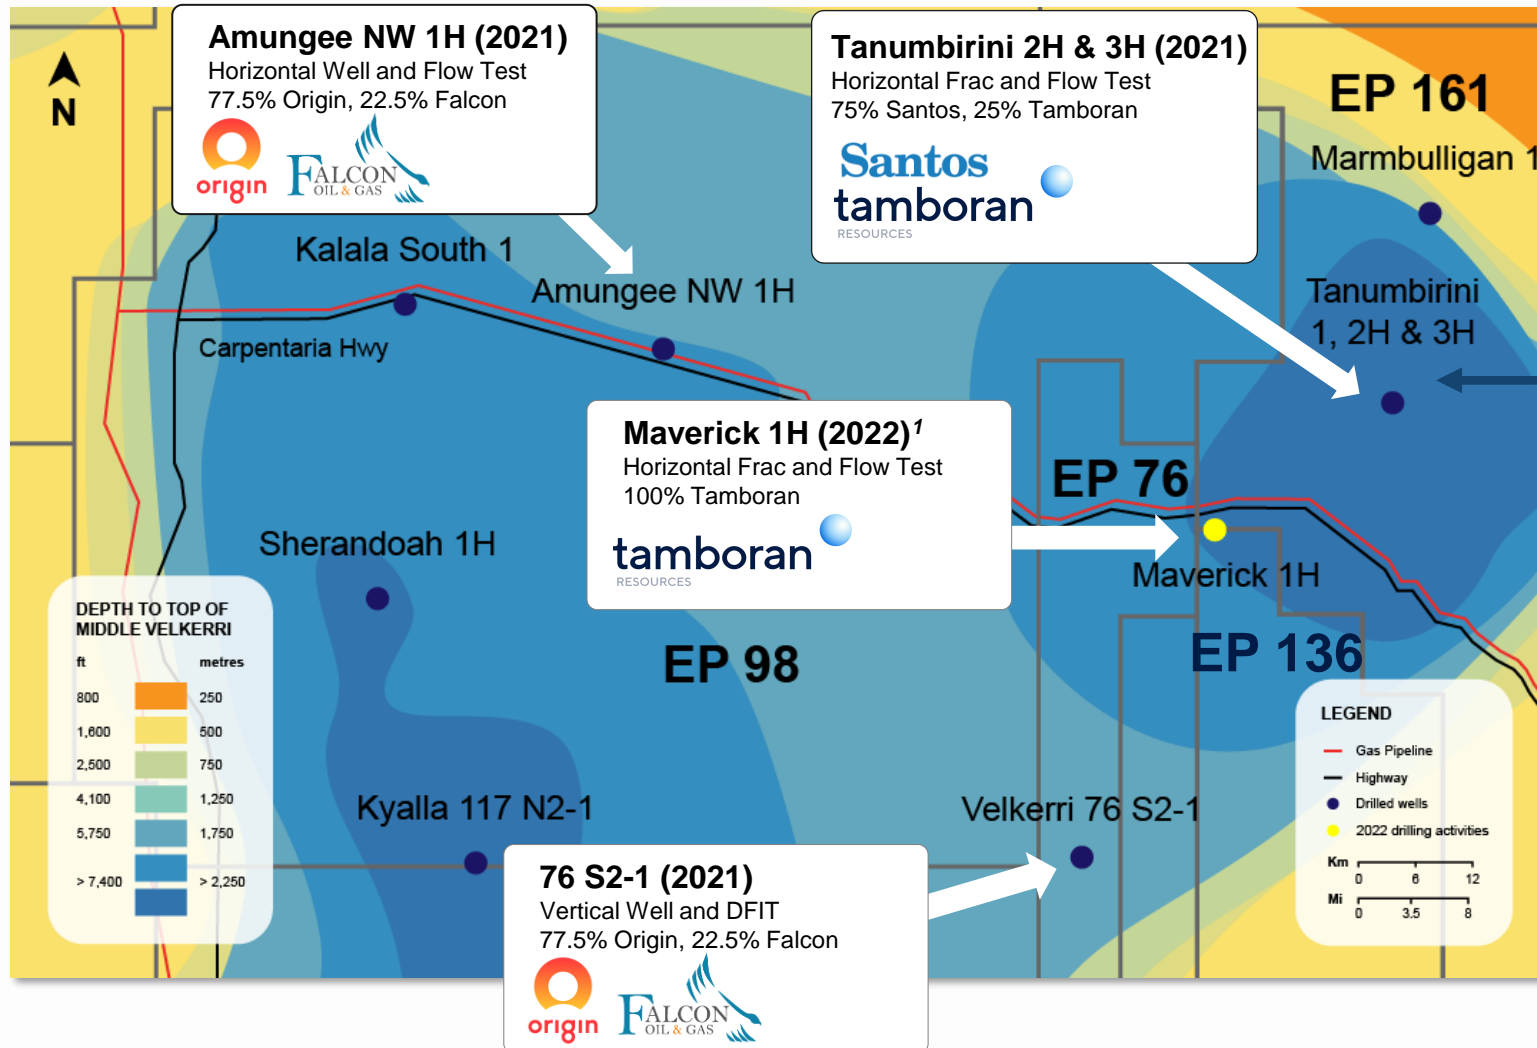 Amungee NW 1H (2021)
Horizontal Well and Flow Test
77.5% Origin, 22.5% Falcon
origin
FALCON
OIL & GAS
Tanumbirini 2H & 3H (2021)
Horizontal Frac and Flow Test
75% Santos, 25% Tamboran
Santos
tamboran
RESOURCES
N
EP 161
Marmbulligan 1
Kalala South 1
Amungee NW 1H
Tanumbirini
1, 2H & 3H
Carpentaria Hwy
Maverick 1H (2022)¹
Horizontal Frac and Flow Test
100% Tamboran
tamboran
RESOURCES
EP 76
Sherandoah 1H
Maverick 1H
EP 98
EP 136
DEPTH TO TOP OF
MIDDLE VELKERRI
ft metres
800 250
1,600 500
2,500 750
4,100 1,250
5,750 1,750
> 7,400 > 2,250
Kyalla 117 N2-1
Velkerri 76 S2-1
LEGEND
Gas Pipeline
Highway
Drilled wells
2022 drilling activities
Km
0 6 12
Mi
0 3.5 8
76 S2-1 (2021)
Vertical Well and DFIT
77.5% Origin, 22.5% Falcon
origin
FALCON
OIL & GAS